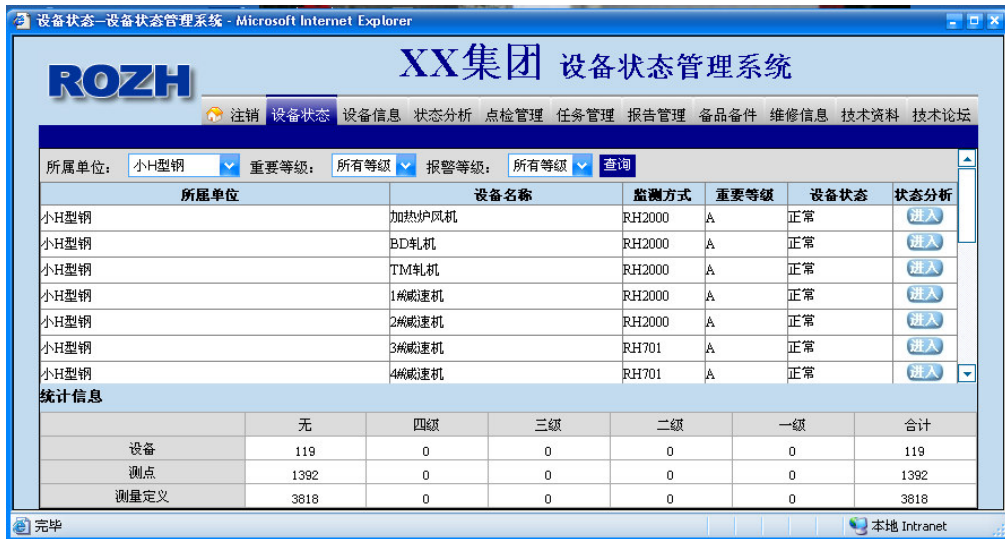 设备状态—设备状态管理系统 - Microsoft Internet Explorer
ROZH
XX集团 设备状态管理系统
注销 设备状态 设备信息 状态分析 点检管理 任务管理 报告管理 备品备件 维修信息 技术资料 技术论坛
所属单位： 小H型钢 重要等级： 所有等级 报警等级： 所有等级 查询
所属单位 设备名称 监测方式 重要等级 设备状态 状态分析
小H型钢 加热炉风机 RH2000 A 正常 进入
小H型钢 BD轧机 RH2000 A 正常 进入
小H型钢 TM轧机 RH2000 A 正常 进入
小H型钢 1#减速机 RH2000 A 正常 进入
小H型钢 2#减速机 RH2000 A 正常 进入
小H型钢 3#减速机 RH701 A 正常 进入
小H型钢 4#减速机 RH701 A 正常 进入
统计信息
无 四级 三级 二级 一级 合计
设备 119 0 0 0 0 119
测点 1392 0 0 0 0 1392
测量定义 3818 0 0 0 0 3818
完毕 本地 Intranet